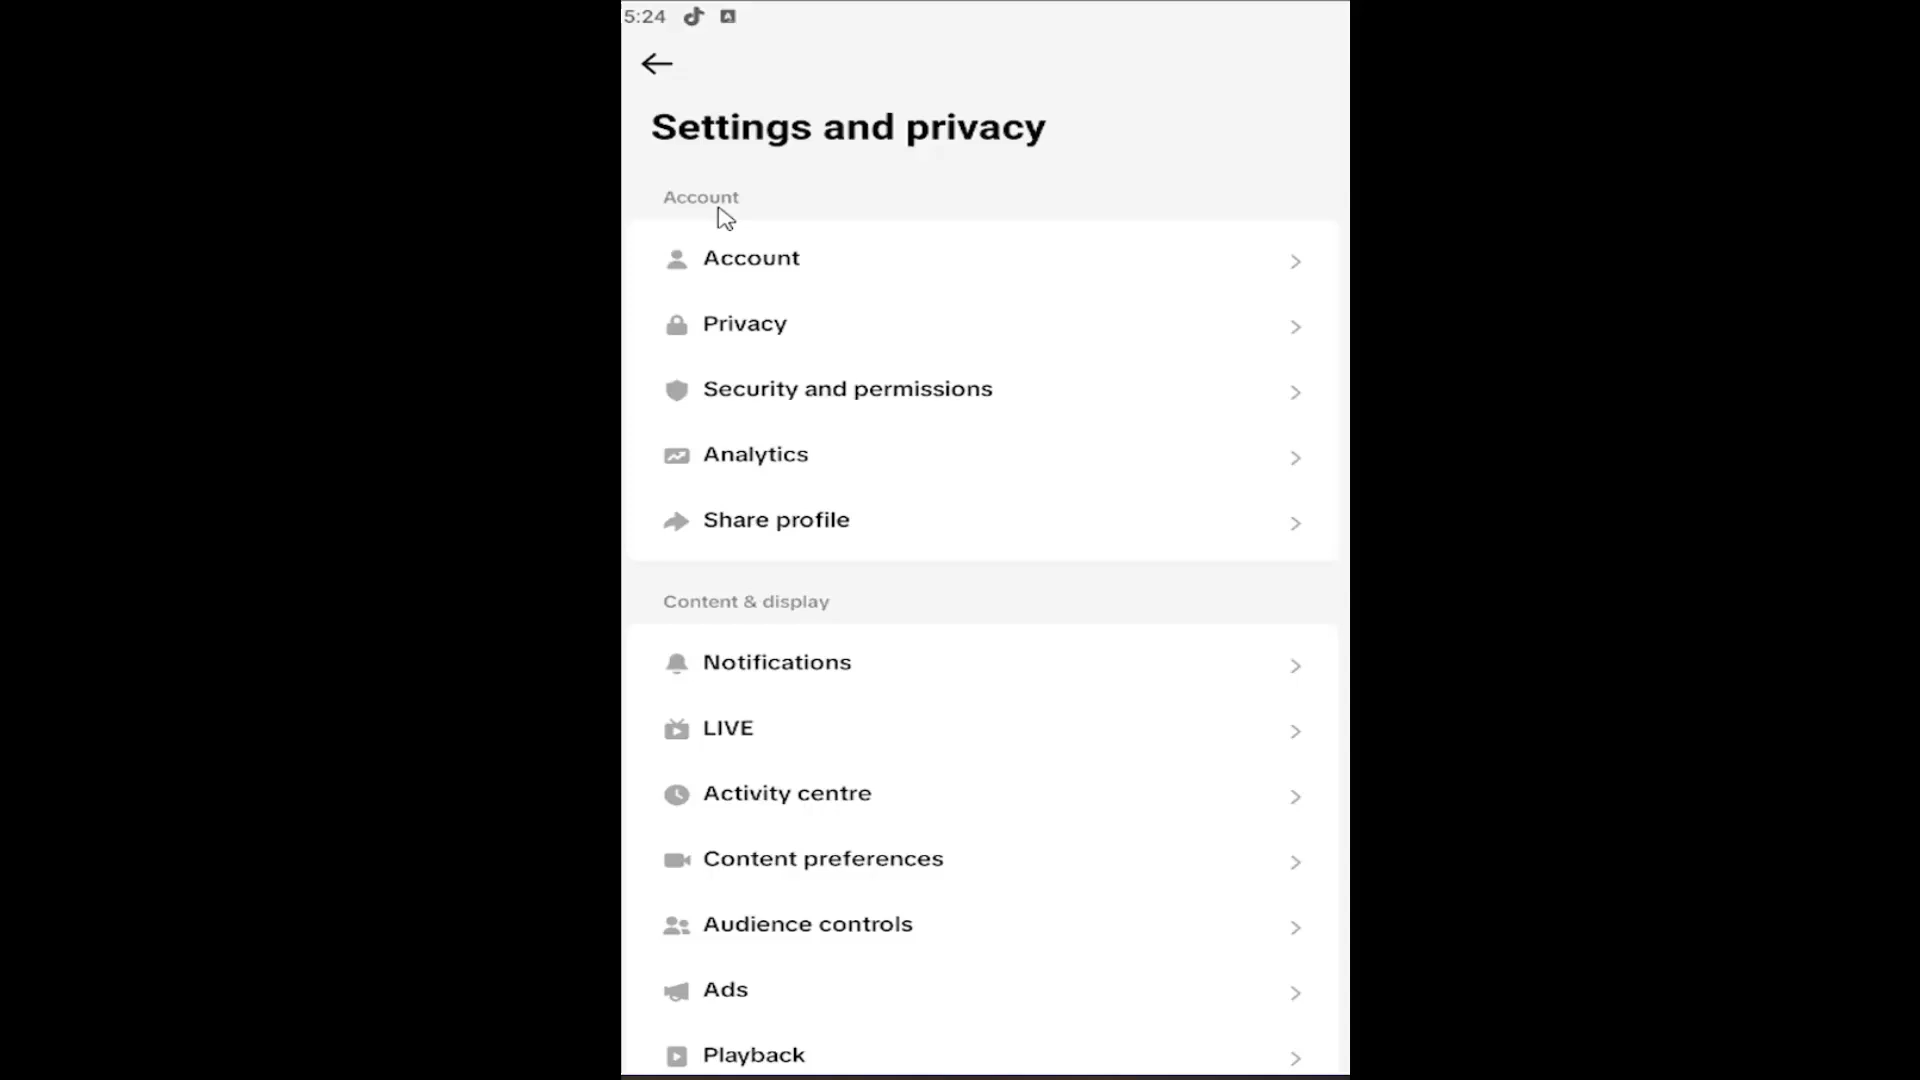 5:24
Settings and privacy
Account
Account
Privacy
Security and permissions
Analytics
Share profile
Content & display
Notifications
LIVE
Activity centre
Content preferences
Audience controls
Ads
Playback